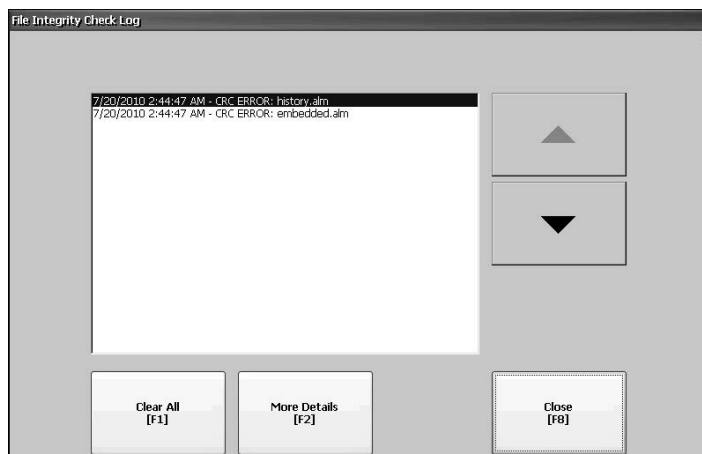 File Integrity Check Log
7/20/2010 2:44:47 AM - CRC ERROR: history.alm
7/20/2010 2:44:47 AM - CRC ERROR: embedded.alm
Clear All
[F1]
More Details
[F2]
Close
[F8]